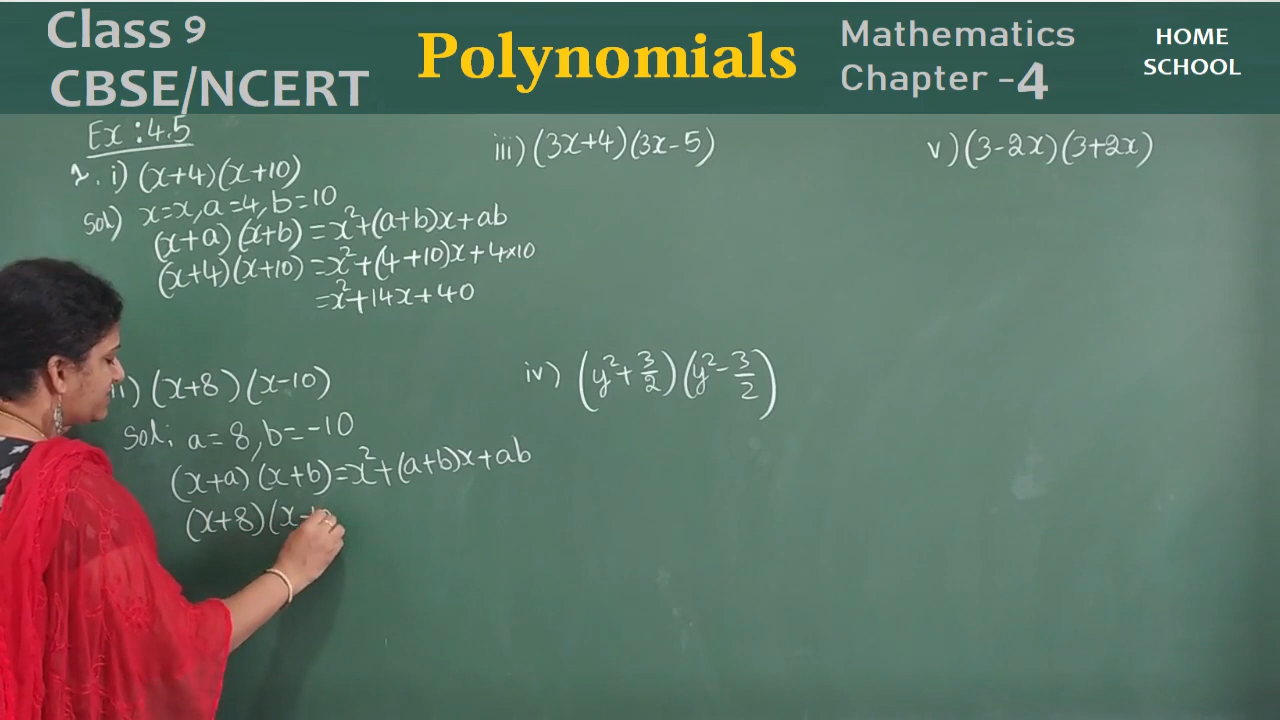 Class 9
CBSE/NCERT
Polynomials
Mathematics
Chapter -4
HOME
SCHOOL
Ex : 4.5
1. i) (x+4)(x+10)
Sol) x=x, a=4, b=10
(x+a) (x+b) = x²+(a+b)x+ab
(x+4)(x+10) = x²+(4+10)x+4×10
=x²+14x+40
ii) (x+8) (x-10)
Sol: a=8, b=-10
(x+a) (x+b)=x²+(a+b)x+ab
(x+8)(x-
iii) (3x+4)(3x-5)
iv) (y²+3/2)(y²-3/2)
v) (3-2x)(3+2x)